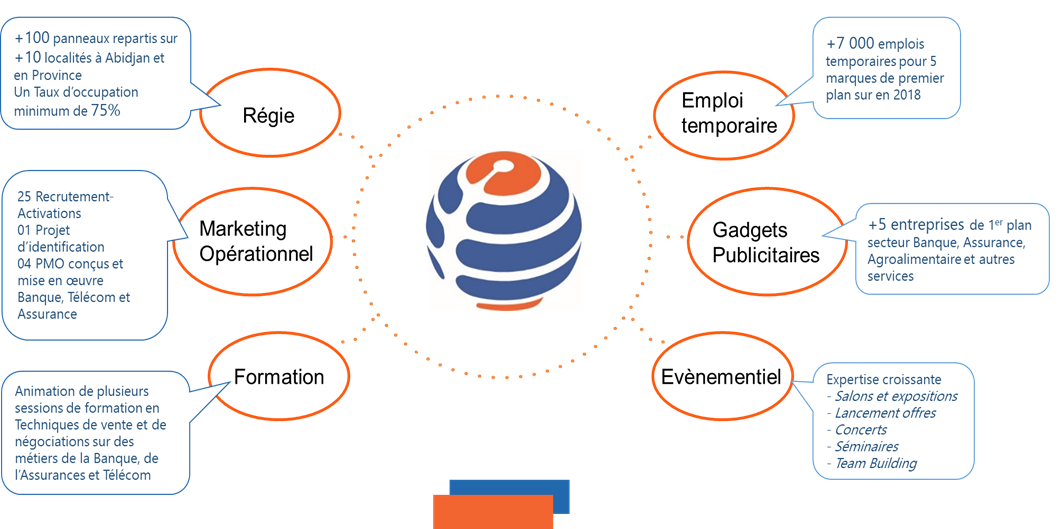 +100 panneaux repartis sur
+10 localités à Abidjan et
en Province
Un Taux d'occupation
minimum de 75%
Régie
25 Recrutement-
Activations
01 Projet
d'identification
04 PMO conçus et
mise en œuvre
Banque, Télécom et
Assurance
Marketing
Opérationnel
Animation de plusieurs
sessions de formation en
Techniques de vente et de
négociations sur des
métiers de la Banque, de
l'Assurances et Télécom
Formation
Emploi
temporaire
+7 000 emplois
temporaires pour 5
marques de premier
plan sur en 2018
Gadgets
Publicitaires
+5 entreprises de 1er plan
secteur Banque, Assurance,
Agroalimentaire et autres
services
Evènementiel
Expertise croissante
- Salons et expositions
- Lancement offres
- Concerts
- Séminaires
- Team Building